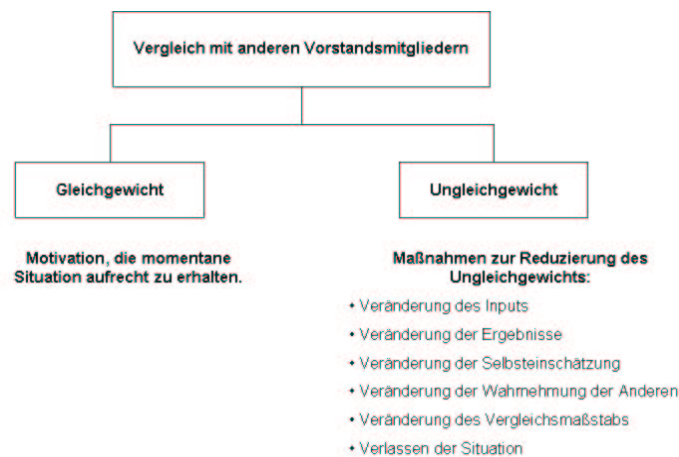 Vergleich mit anderen Vorstandsmitgliedern
Gleichgewicht
Ungleichgewicht
Motivation, die momentane
Situation aufrecht zu erhalten.
Maßnahmen zur Reduzierung des
Ungleichgewichts:
• Veränderung des Inputs
• Veränderung der Ergebnisse
• Veränderung der Selbsteinschätzung
• Veränderung der Wahrnehmung der Anderen
• Veränderung des Vergleichsmaßstabs
• Verlassen der Situation